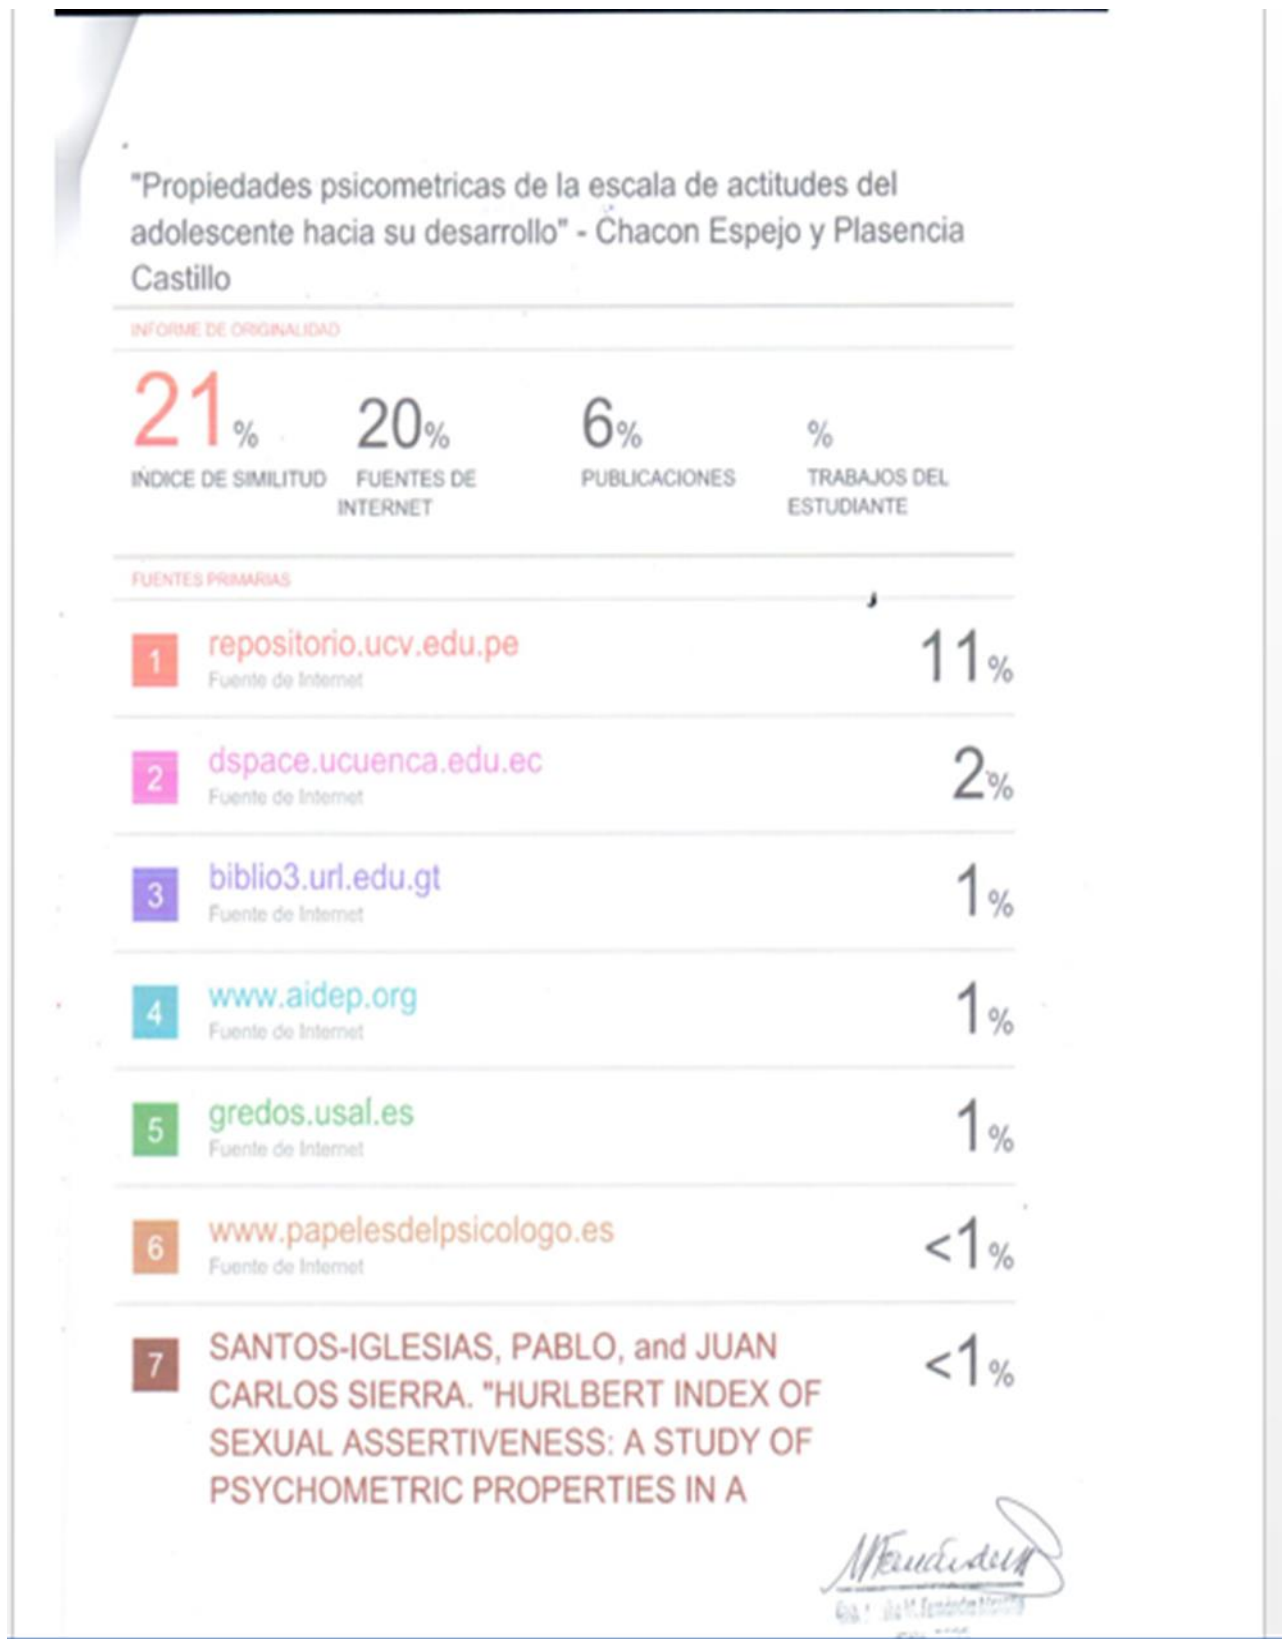 "Propiedades psicometricas de la escala de actitudes del
adolescente hacia su desarrollo" - Chacon Espejo y Plasencia
Castillo
INFORME DE ORIGINALIDAD
21% 20% 6% %
INDICE DE SIMILITUD FUENTES DE PUBLICACIONES TRABAJOS DEL
INTERNET ESTUDIANTE
FUENTES PRIMARIAS
1 repositorio.ucv.edu.pe 11%
Fuente de Internet
2 dspace.ucuenca.edu.ec 2%
Fuente de Internet
3 biblio3.url.edu.gt 1%
Fuente de Internet
4 www.aidep.org 1%
Fuente de Internet
5 gredos.usal.es 1%
Fuente de Internet
6 www.papelesdelpsicologo.es <1%
Fuente de Internet
7 SANTOS-IGLESIAS, PABLO, and JUAN <1%
CARLOS SIERRA. "HURLBERT INDEX OF
SEXUAL ASSERTIVENESS: A STUDY OF
PSYCHOMETRIC PROPERTIES IN A